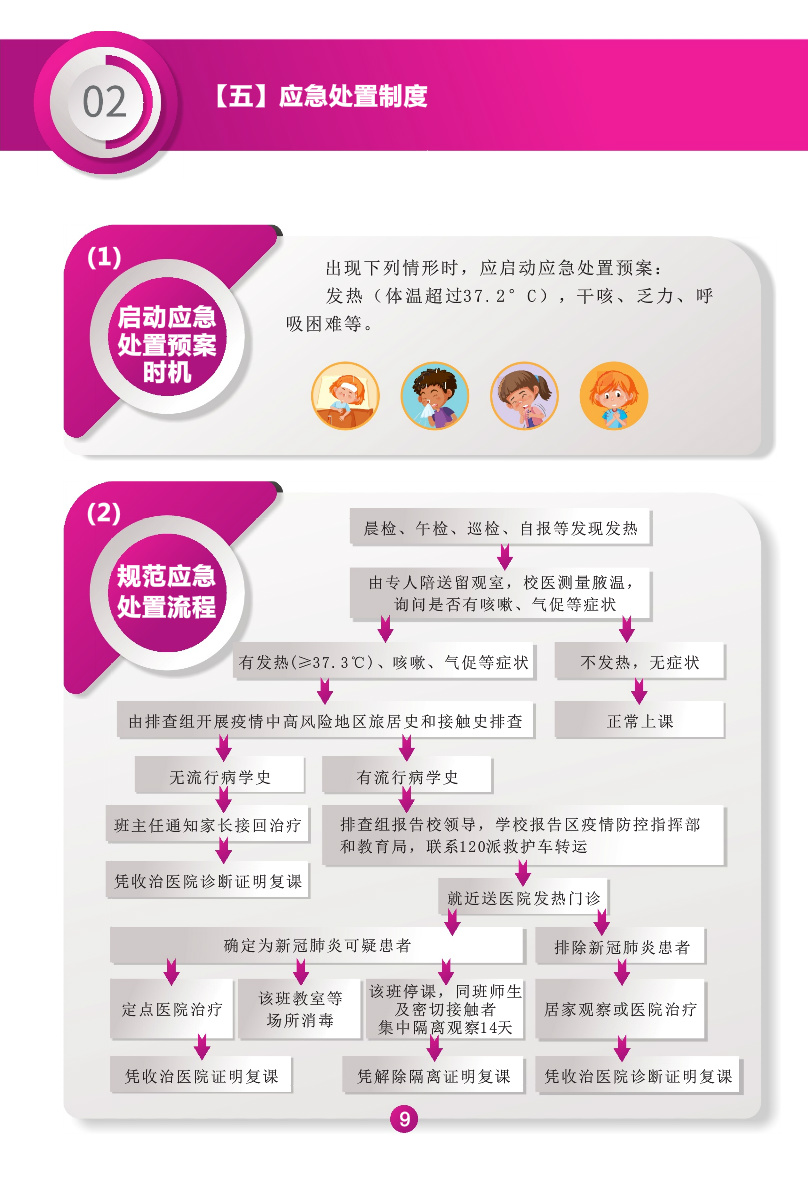 02
【五】应急处置制度
(1)
启动应急
处置预案
时机
出现下列情形时，应启动应急处置预案：
发热（体温超过37.2°C），干咳、乏力、呼
吸困难等。
(2)
规范应急
处置流程
晨检、午检、巡检、自报等发现发热
由专人陪送留观室，校医测量腋温，
询问是否有咳嗽、气促等症状
有发热(≥37.3℃)、咳嗽、气促等症状
不发热，无症状
由排查组开展疫情中高风险地区旅居史和接触史排查
正常上课
无流行病学史
有流行病学史
班主任通知家长接回治疗
排查组报告校领导，学校报告区疫情防控指挥部
和教育局，联系120派救护车转运
凭收治医院诊断证明复课
就近送医院发热门诊
确定为新冠肺炎可疑患者
排除新冠肺炎患者
定点医院治疗
该班教室等
场所消毒
该班停课，同班师生
及密切接触者
集中隔离观察14天
居家观察或医院治疗
凭收治医院证明复课
凭解除隔离证明复课
凭收治医院诊断证明复课
9